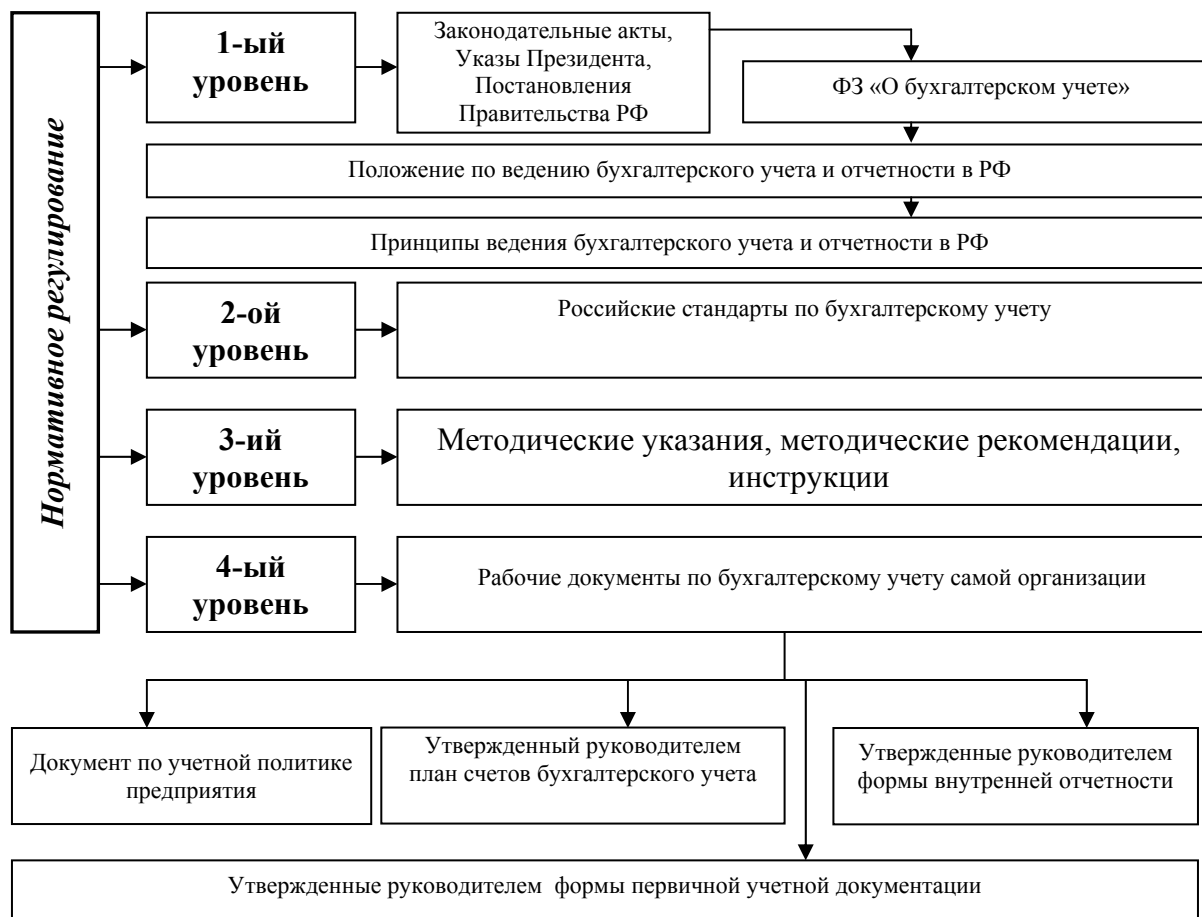 Нормативное регулирование
1-ый
уровень
Законодательные акты,
Указы Президента,
Постановления
Правительства РФ
ФЗ «О бухгалтерском учете»
Положение по ведению бухгалтерского учета и отчетности в РФ
Принципы ведения бухгалтерского учета и отчетности в РФ
2-ой
уровень
Российские стандарты по бухгалтерскому учету
3-ий
уровень
Методические указания, методические рекомендации,
инструкции
4-ый
уровень
Рабочие документы по бухгалтерскому учету самой организации
Документ по учетной политике
предприятия
Утвержденный руководителем
план счетов бухгалтерского учета
Утвержденные руководителем
формы внутренней отчетности
Утвержденные руководителем формы первичной учетной документации